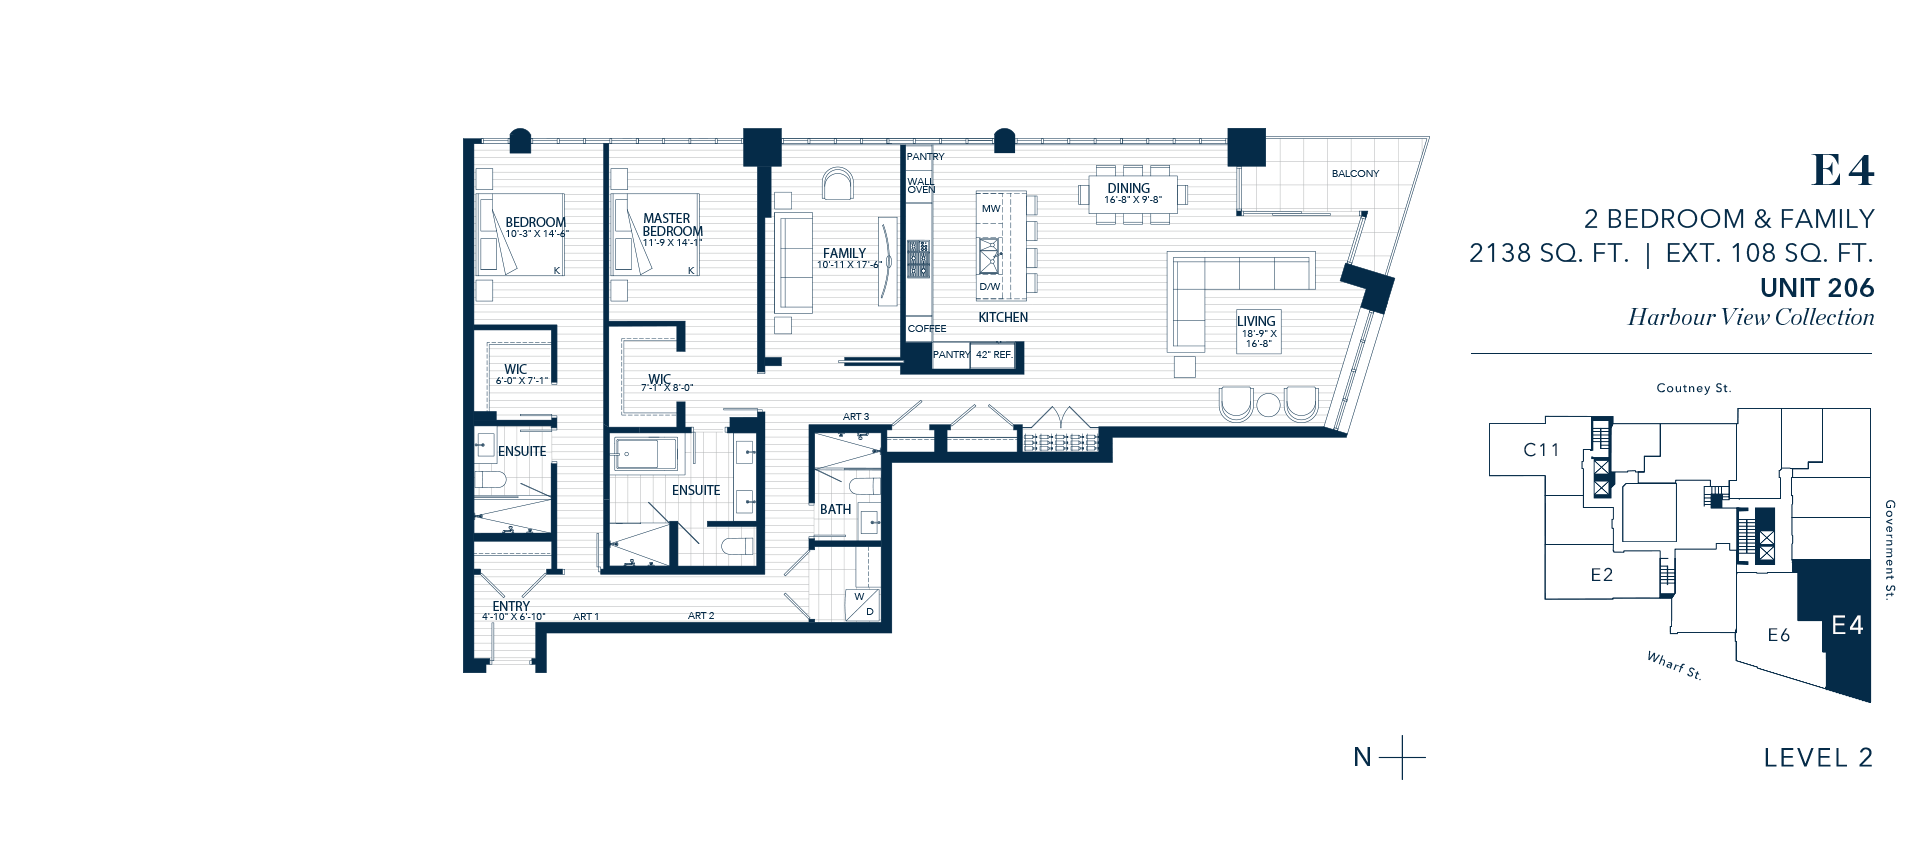 PANTRY
WALL
OVEN
BALCONY
DINING
16'-8" X 9'-8"
MW
BEDROOM
10'-3" X 14'-6"
K
MASTER
BEDROOM
11'-9 X 14'-1"
K
FAMILY
10'-11 X 17'-6"
D/W
KITCHEN
COFFEE
PANTRY
42" REF.
LIVING
18'-9" X
16'-8"
WIC
6'-0" X 7'-1"
WIC
7'-1" X 8'-0"
ART 3
ENSUITE
ENSUITE
BATH
W
D
ENTRY
4'-10" X 6'-10"
ART 1
ART 2
E4
2 BEDROOM & FAMILY
2138 SQ. FT. | EXT. 108 SQ. FT.
UNIT 206
Harbour View Collection
Coutney St.
C11
Government St.
E2
E4
E6
Wharf St.
N
LEVEL 2